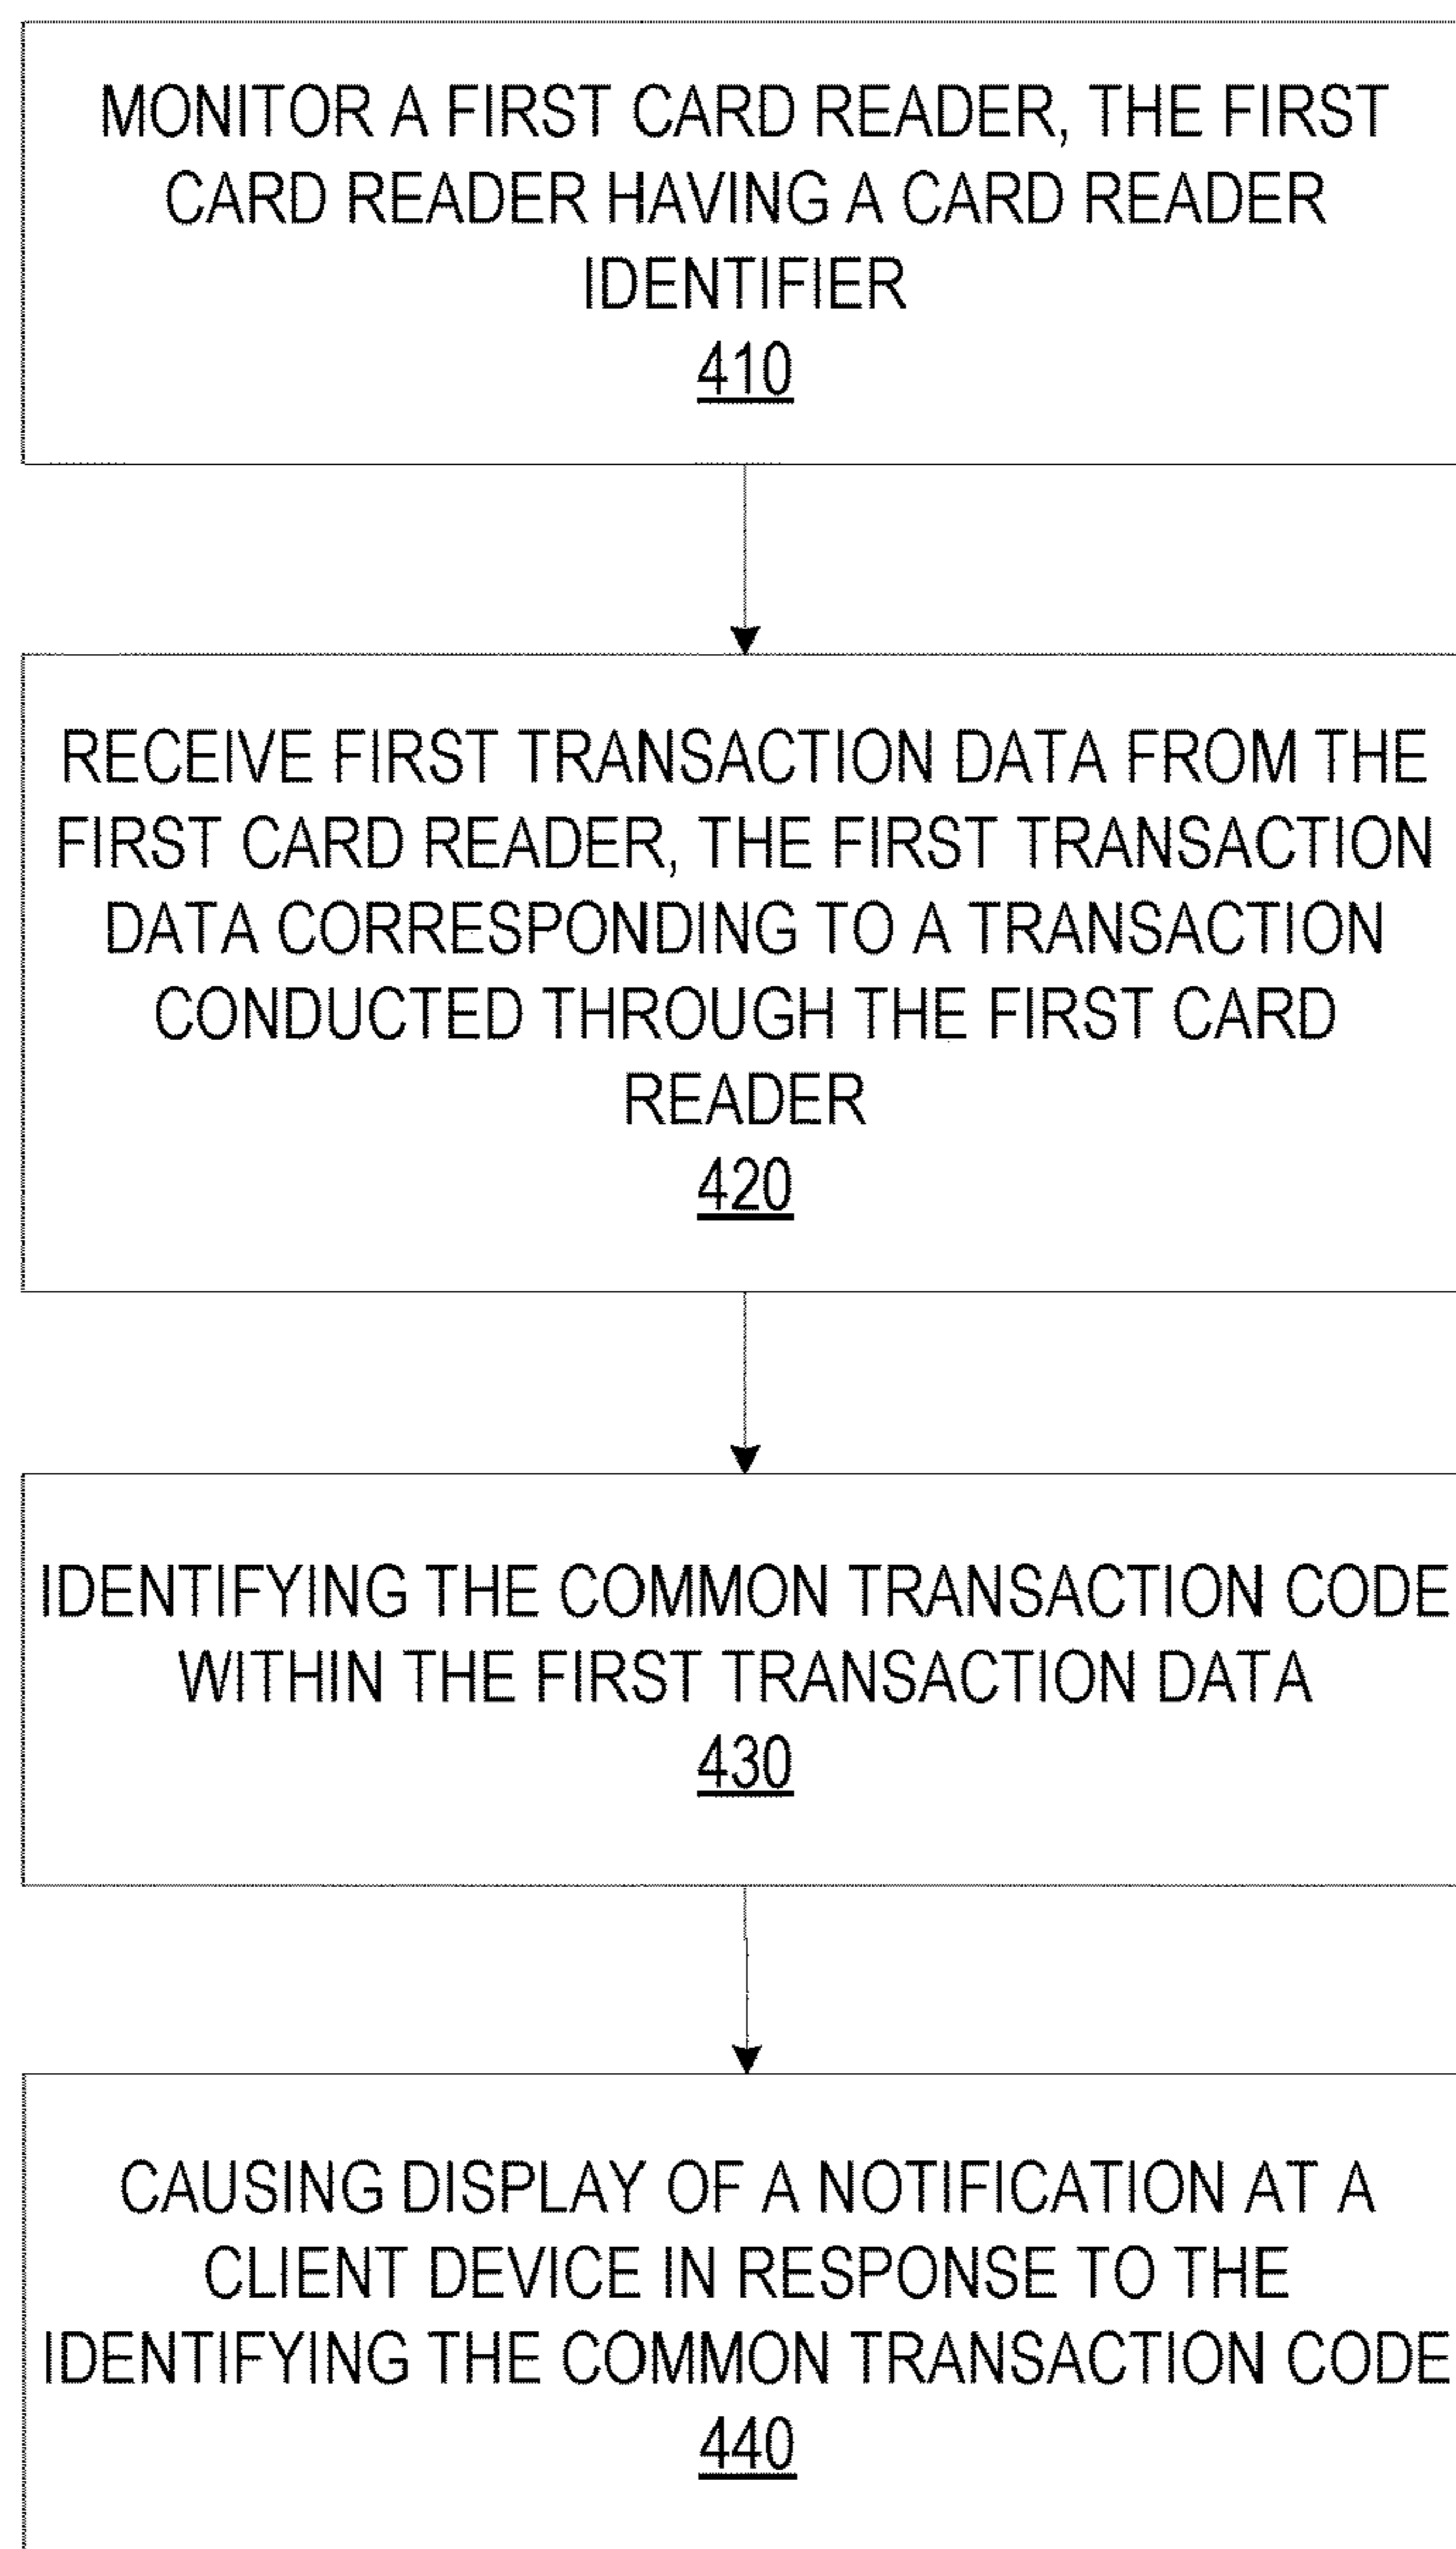 MONITOR A FIRST CARD READER, THE FIRST
CARD READER HAVING A CARD READER
IDENTIFIER
410
RECEIVE FIRST TRANSACTION DATA FROM THE
FIRST CARD READER, THE FIRST TRANSACTION
DATA CORRESPONDING TO A TRANSACTION
CONDUCTED THROUGH THE FIRST CARD
READER
420
IDENTIFYING THE COMMON TRANSACTION CODE
WITHIN THE FIRST TRANSACTION DATA
430
CAUSING DISPLAY OF A NOTIFICATION AT A
CLIENT DEVICE IN RESPONSE TO THE
IDENTIFYING THE COMMON TRANSACTION CODE
440